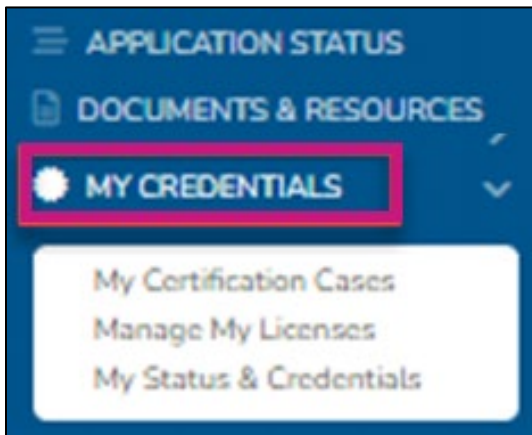 APPLICATION STATUS
DOCUMENTS & RESOURCES
MY CREDENTIALS
My Certification Cases
Manage My Licenses
My Status & Credentials